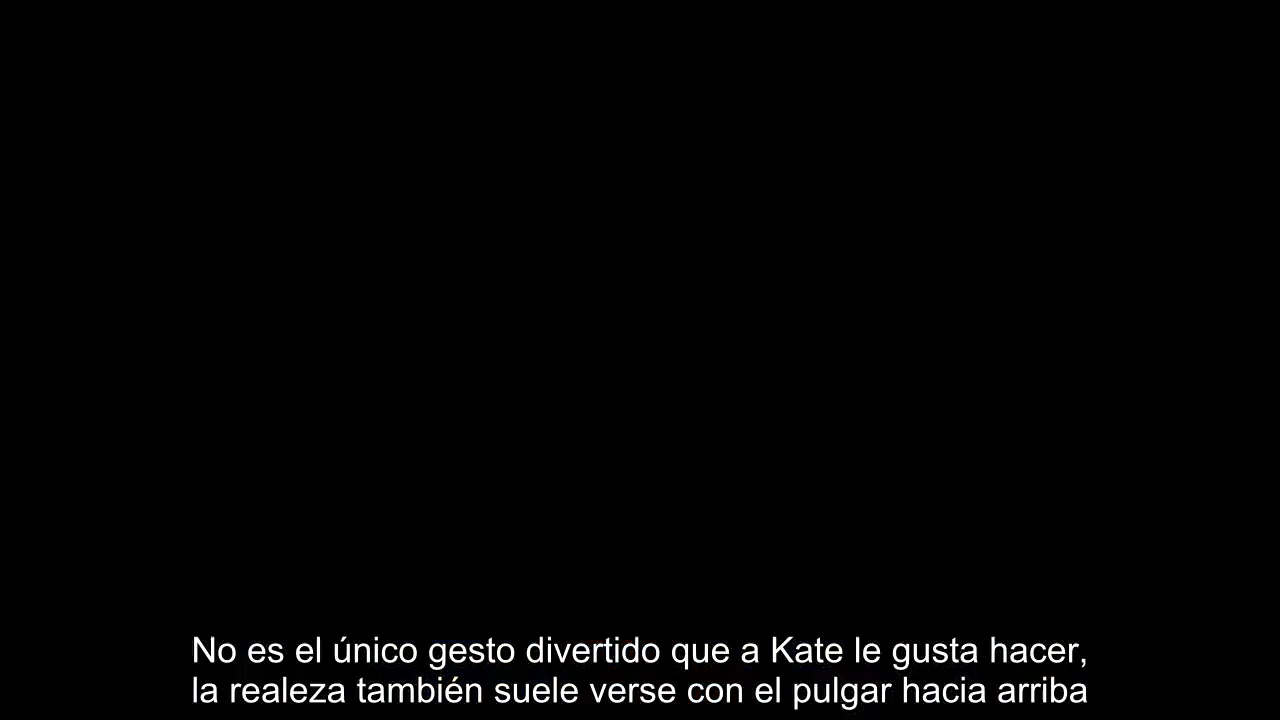 No es el único gesto divertido que a Kate le gusta hacer,
la realeza también suele verse con el pulgar hacia arriba